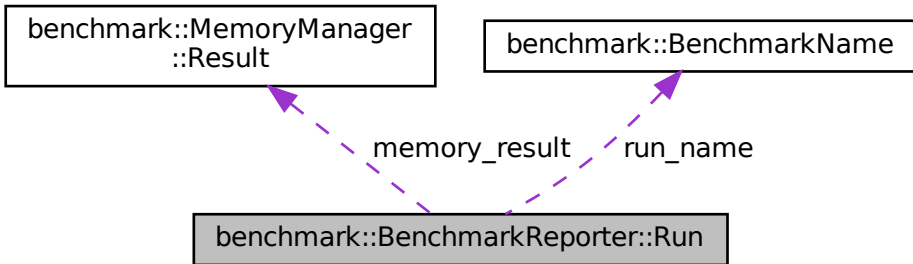 benchmark::MemoryManager
::Result
benchmark::BenchmarkName
memory_result
run_name
benchmark::BenchmarkReporter::Run